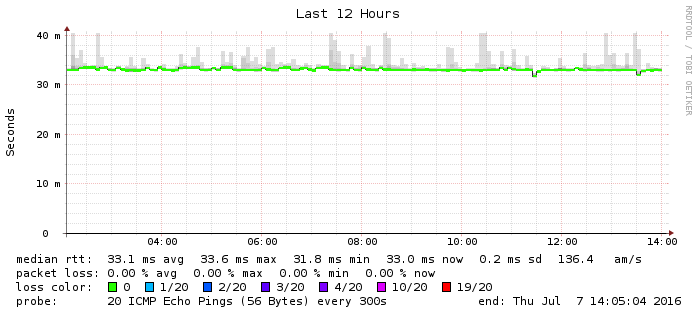 Last 12 Hours
RRDTOOL / TOBI OETIKER
Seconds
40 m
30 m
20 m
10 m
0
04:00 06:00 08:00 10:00 12:00 14:00
median rtt: 33.1 ms avg 33.6 ms max 31.8 ms min 33.0 ms now 0.2 ms sd 136.4 am/s
packet loss: 0.00 % avg 0.00 % max 0.00 % min 0.00 % now
loss color: 0 1/20 2/20 3/20 4/20 10/20 19/20
probe: 20 ICMP Echo Pings (56 Bytes) every 300s end: Thu Jul 7 14:05:04 2016